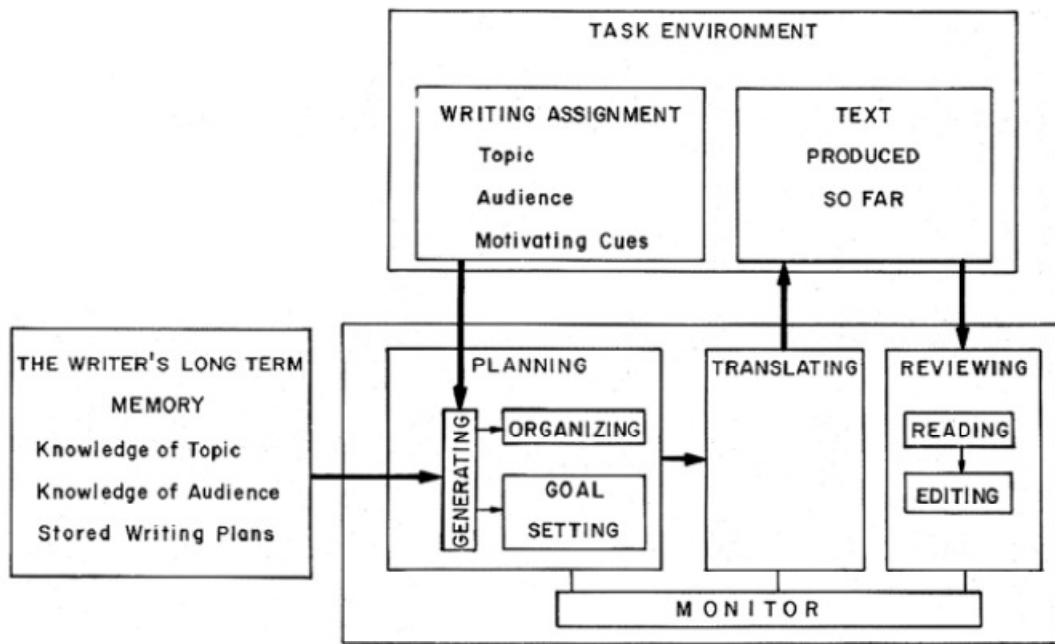 TASK ENVIRONMENT
WRITING ASSIGNMENT
Topic
Audience
Motivating Cues
TEXT
PRODUCED
SO FAR
THE WRITER'S LONG TERM
MEMORY
Knowledge of Topic
Knowledge of Audience
Stored Writing Plans
PLANNING
GENERATING
ORGANIZING
GOAL
SETTING
TRANSLATING
REVIEWING
READING
EDITING
MONITOR